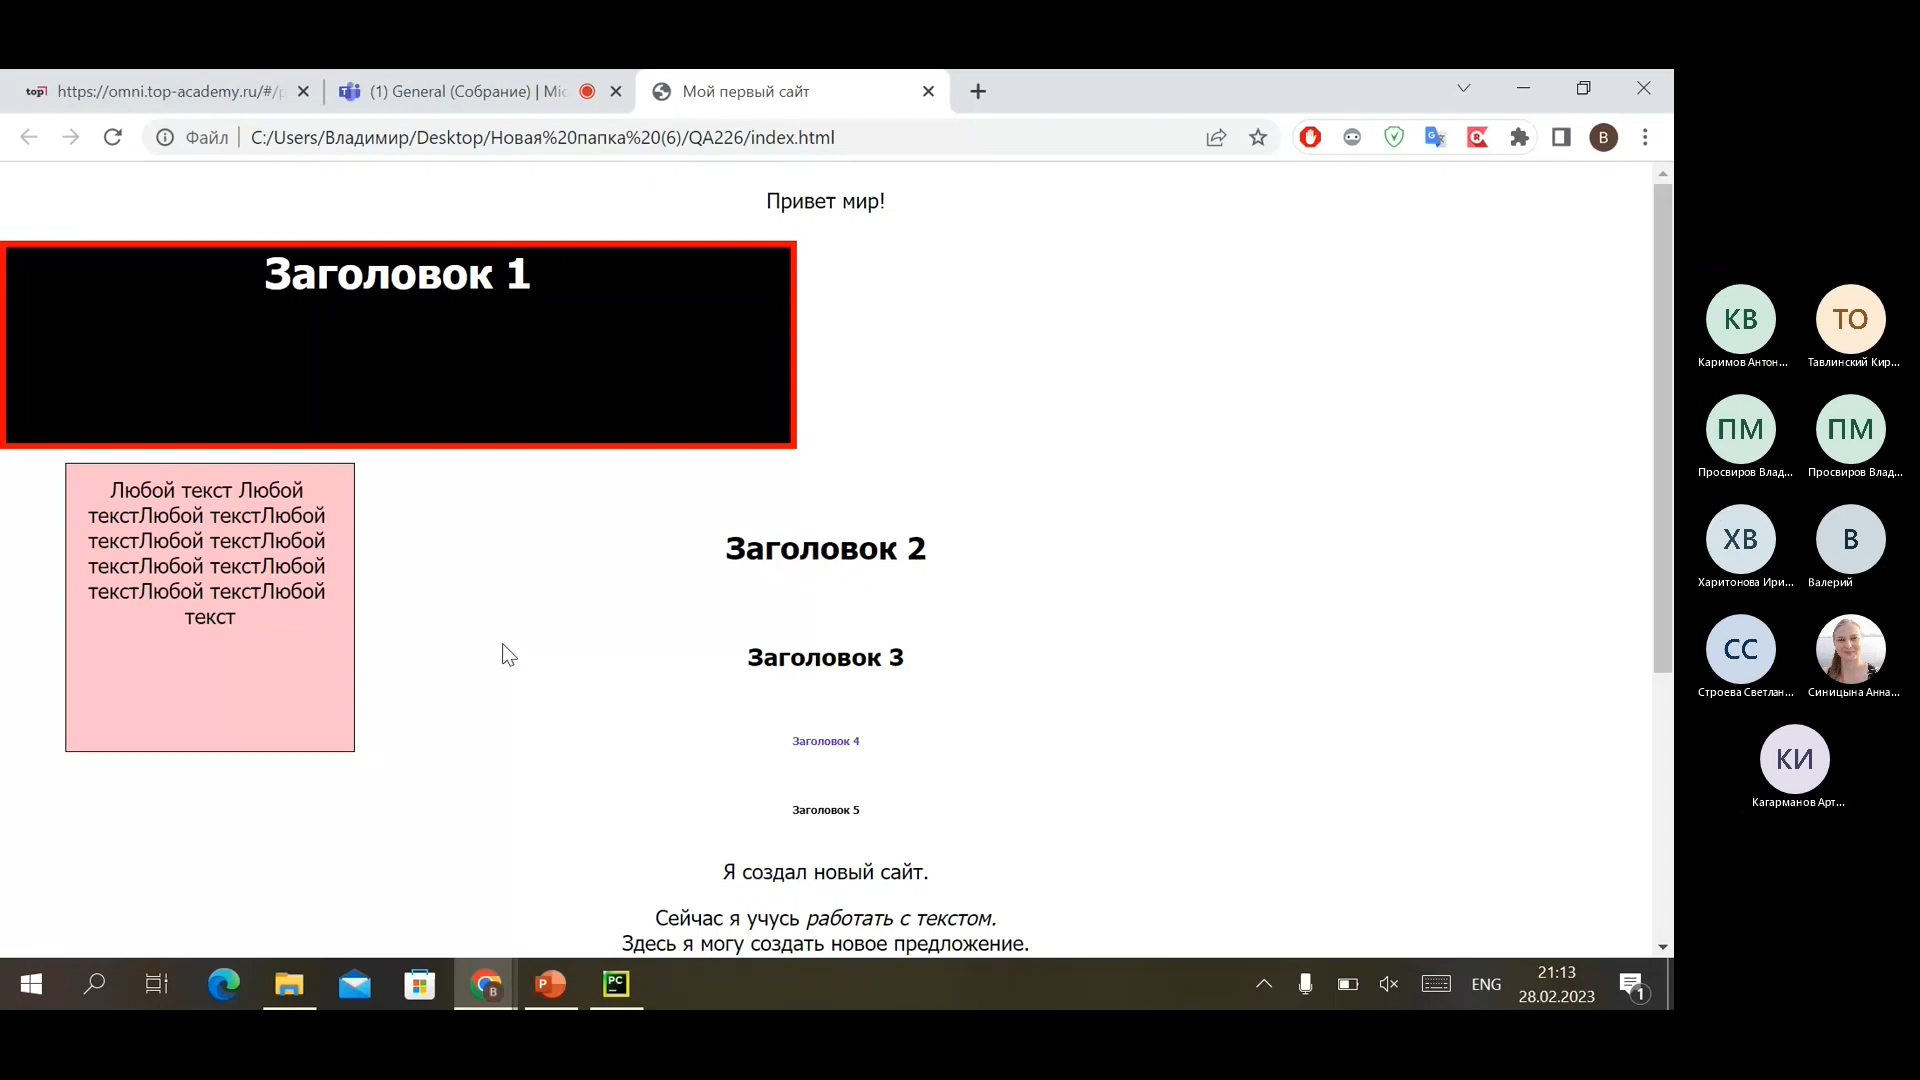 top https://omni.top-academy.ru/#/p
(1) General (Собрание) | Mic
Мой первый сайт
Файл | C:/Users/Владимир/Desktop/Новая%20папка%20(6)/QA226/index.html
В
Привет мир!
Заголовок 1
Любой текст Любой
текстЛюбой текстЛюбой
текстЛюбой текстЛюбой
текстЛюбой текстЛюбой
текстЛюбой текстЛюбой
текст
Заголовок 2
Заголовок 3
Заголовок 4
Заголовок 5
Я создал новый сайт.
Сейчас я учусь работать с текстом.
Здесь я могу создать новое предложение.
КВ
ТО
Каримов Антон...
Тавлинский Кир...
ПМ
ПМ
Просвиров Влад...
Просвиров Влад...
ХВ
В
Харитонова Ири...
Валерий
СС
Строева Светлан...
Синицына Анна...
КИ
Кагарманов Арт...
B
P
PC
ENG
21:13
28.02.2023
1